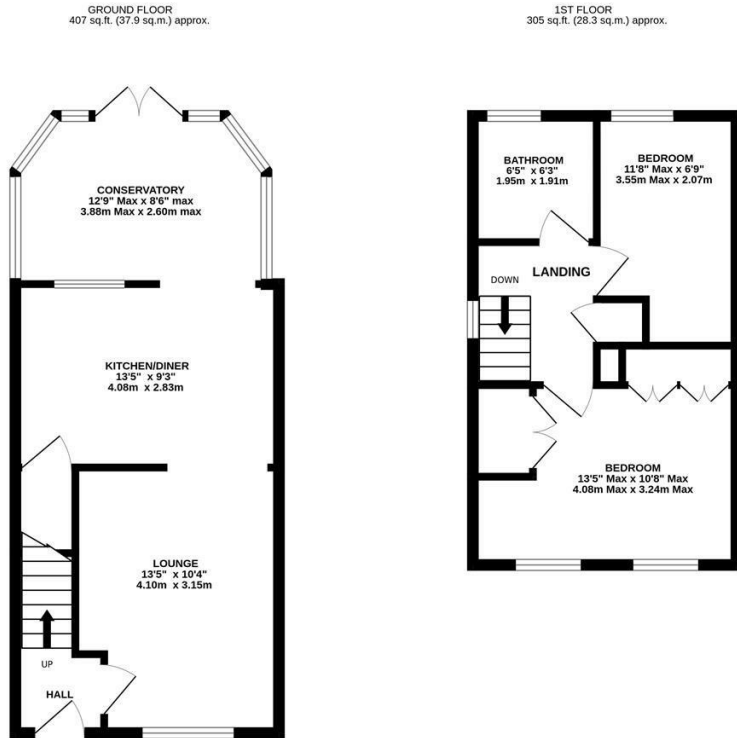 GROUND FLOOR
407 sq.ft. (37.9 sq.m.) approx.
CONSERVATORY
12'9" Max x 8'6" max
3.88m Max x 2.60m max
KITCHEN/DINER
13'5" x 9'3"
4.08m x 2.83m
LOUNGE
13'5" x 10'4"
4.10m x 3.15m
UP
HALL
1ST FLOOR
305 sq.ft. (28.3 sq.m.) approx.
BATHROOM
6'5" x 6'3"
1.95m x 1.91m
BEDROOM
11'8" Max x 6'9"
3.55m Max x 2.07m
LANDING
DOWN
BEDROOM
13'5" Max x 10'8" Max
4.08m Max x 3.24m Max